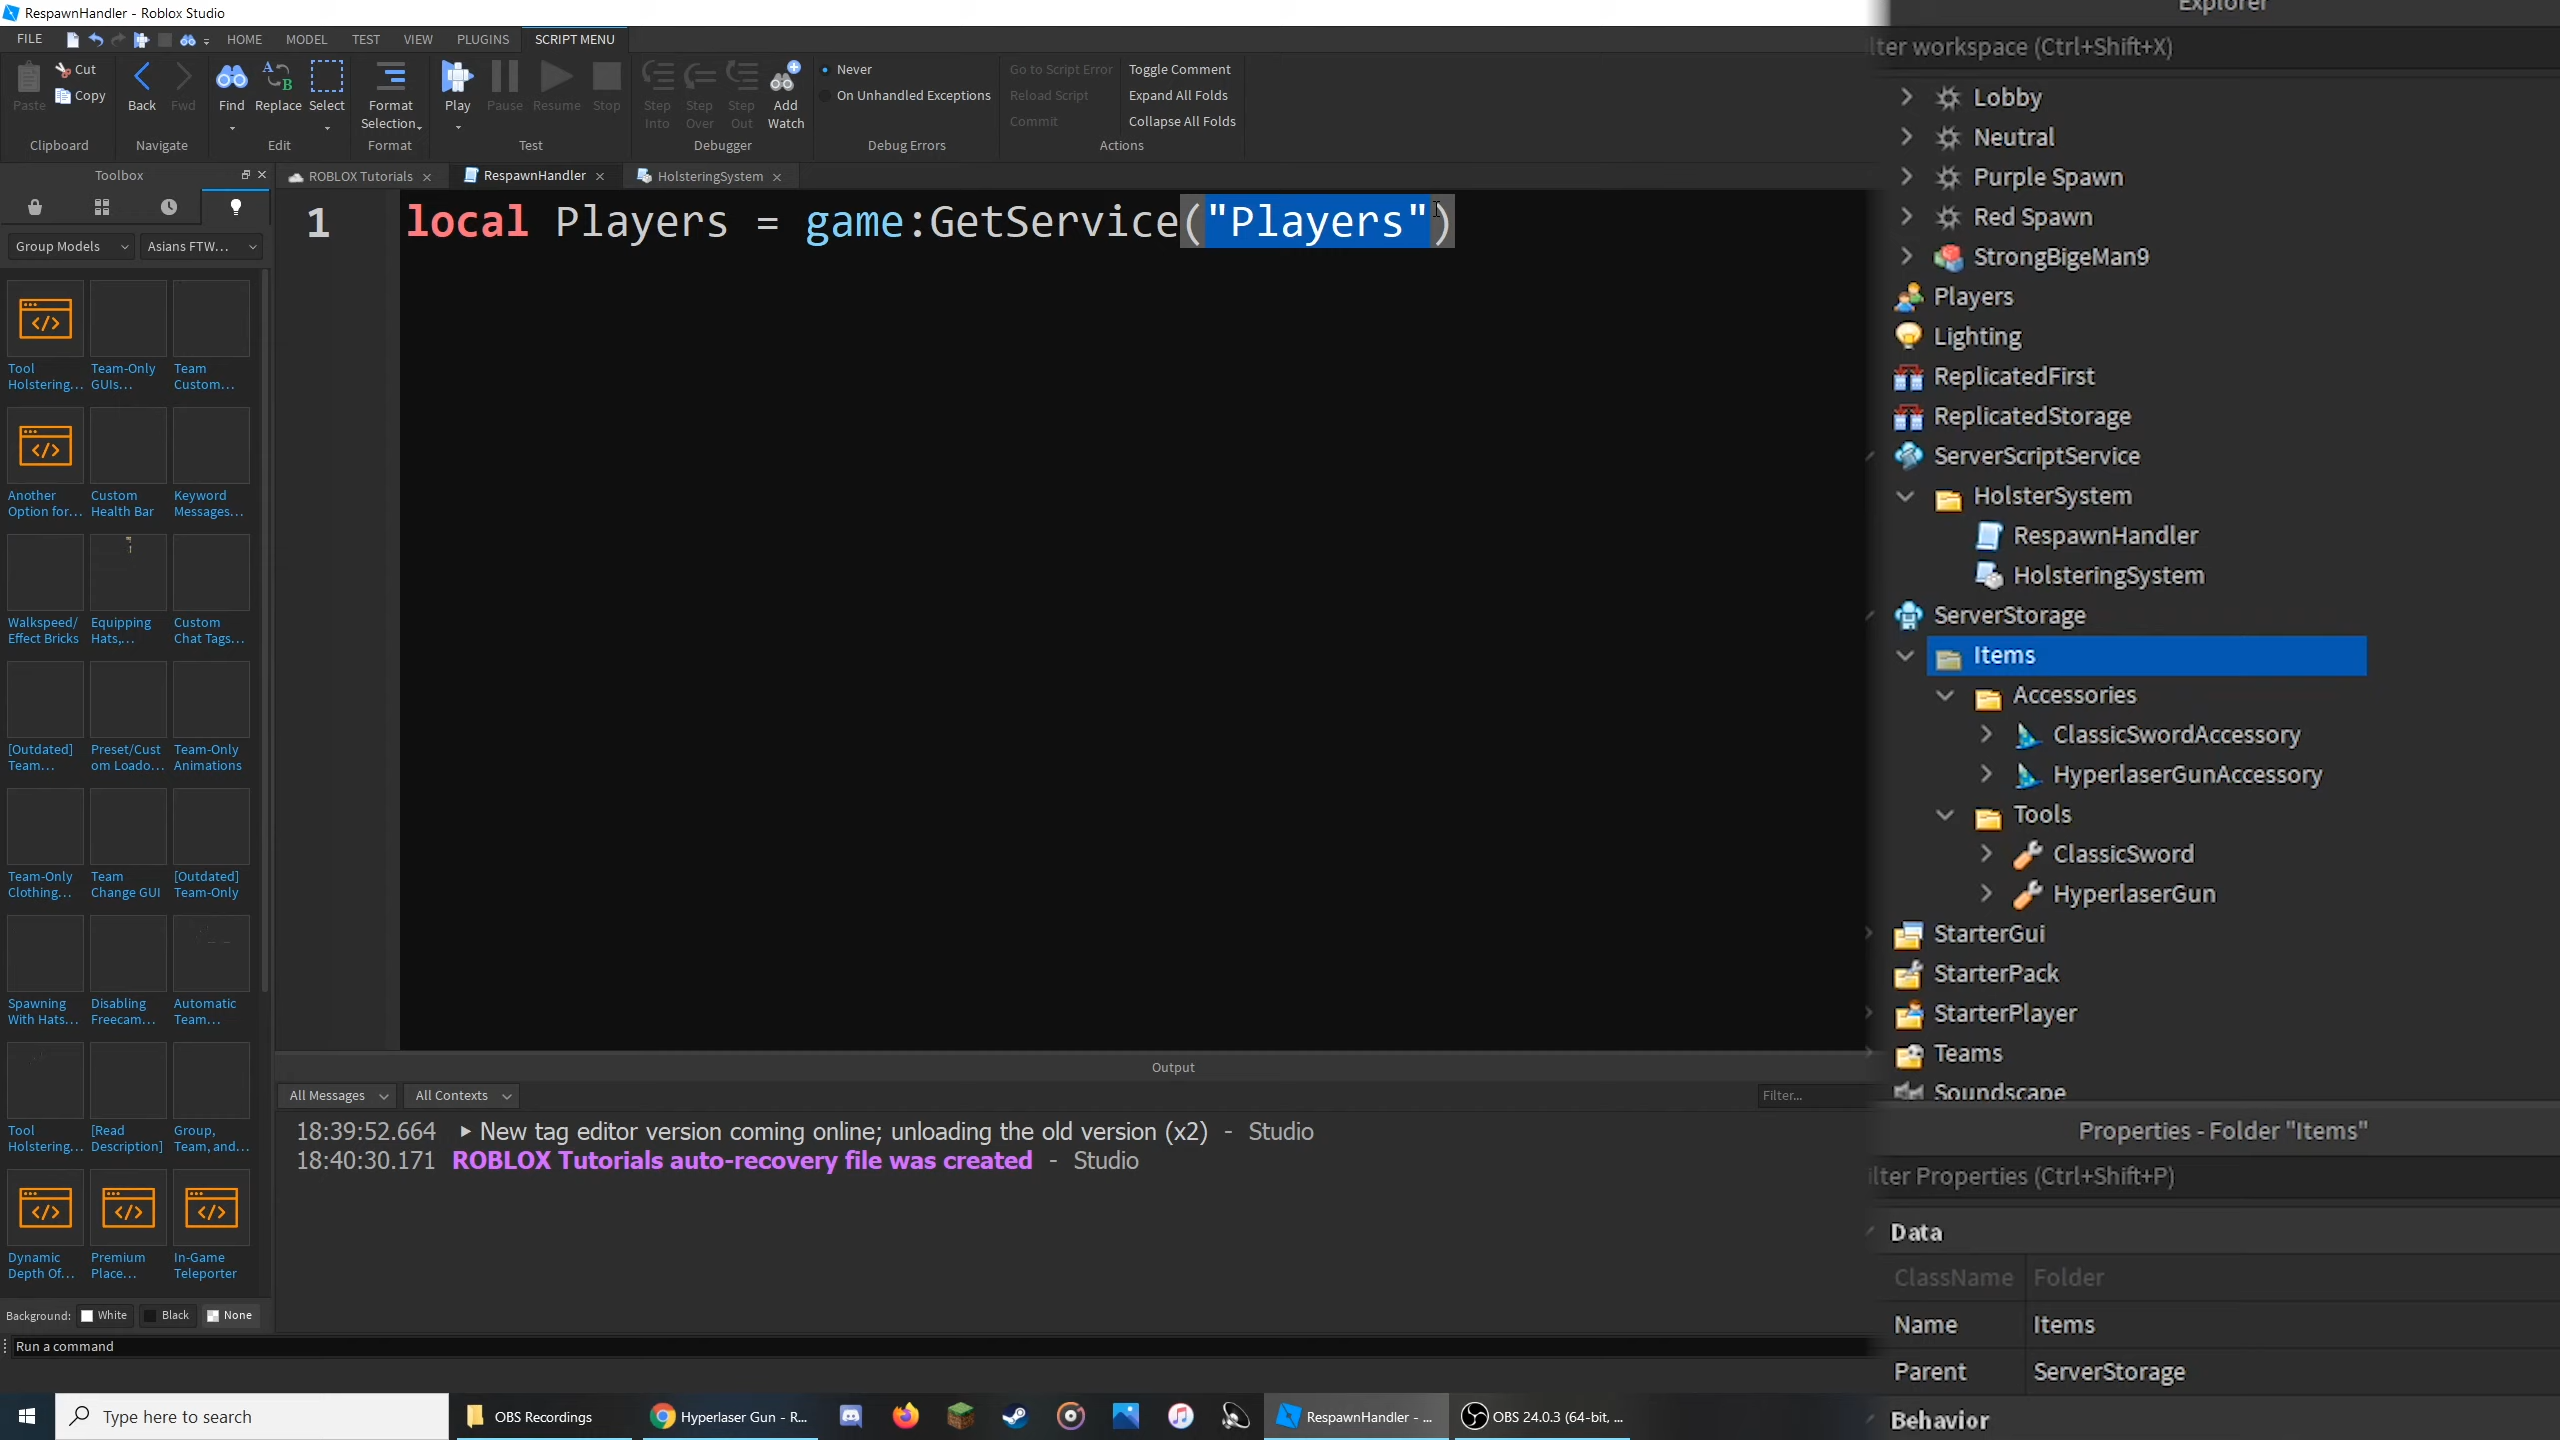 RespawnHandler - Roblox Studio
FILE HOME MODEL TEST VIEW PLUGINS SCRIPT MENU
Paste Cut Copy Back Fwd Find Replace Select Format Selection Play Pause Resume Stop Step Into Step Over Step Out Add Watch
Never
On Unhandled Exceptions
Go to Script Error
Reload Script
Commit
Toggle Comment
Expand All Folds
Collapse All Folds
Clipboard Navigate Edit Format Test Debugger Debug Errors Actions
Toolbox
ROBLOX Tutorials RespawnHandler HolsteringSystem
Group Models Asians FTW...
1 local Players = game:GetService("Players")
Tool Holstering...
Team-Only GUIs...
Team Custom...
Another Option for...
Custom Health Bar
Keyword Messages...
Walkspeed/ Effect Bricks
Equipping Hats,...
Custom Chat Tags...
[Outdated] Team...
Preset/Cust om Loado...
Team-Only Animations
Team-Only Clothing...
Team Change GUI
[Outdated] Team-Only
Spawning With Hats...
Disabling Freecam...
Automatic Team...
Tool Holstering...
[Read Description]
Group, Team, and...
Dynamic Depth Of...
Premium Place...
In-Game Teleporter
Background: White Black None
Run a command
Output
All Messages All Contexts Filter...
18:39:52.664 New tag editor version coming online; unloading the old version (x2) - Studio
18:40:30.171 ROBLOX Tutorials auto-recovery file was created - Studio
Explorer
lter workspace (Ctrl+Shift+X)
Lobby
Neutral
Purple Spawn
Red Spawn
StrongBigeMan9
Players
Lighting
ReplicatedFirst
ReplicatedStorage
ServerScriptService
HolsterSystem
RespawnHandler
HolsteringSystem
ServerStorage
Items
Accessories
ClassicSwordAccessory
HyperlaserGunAccessory
Tools
ClassicSword
HyperlaserGun
StarterGui
StarterPack
StarterPlayer
Teams
Soundscape
Properties - Folder "Items"
ilter Properties (Ctrl+Shift+P)
Data
ClassName Folder
Name Items
Parent ServerStorage
Behavior
Type here to search OBS Recordings Hyperlaser Gun - R... RespawnHandler - ... OBS 24.0.3 (64-bit, ...